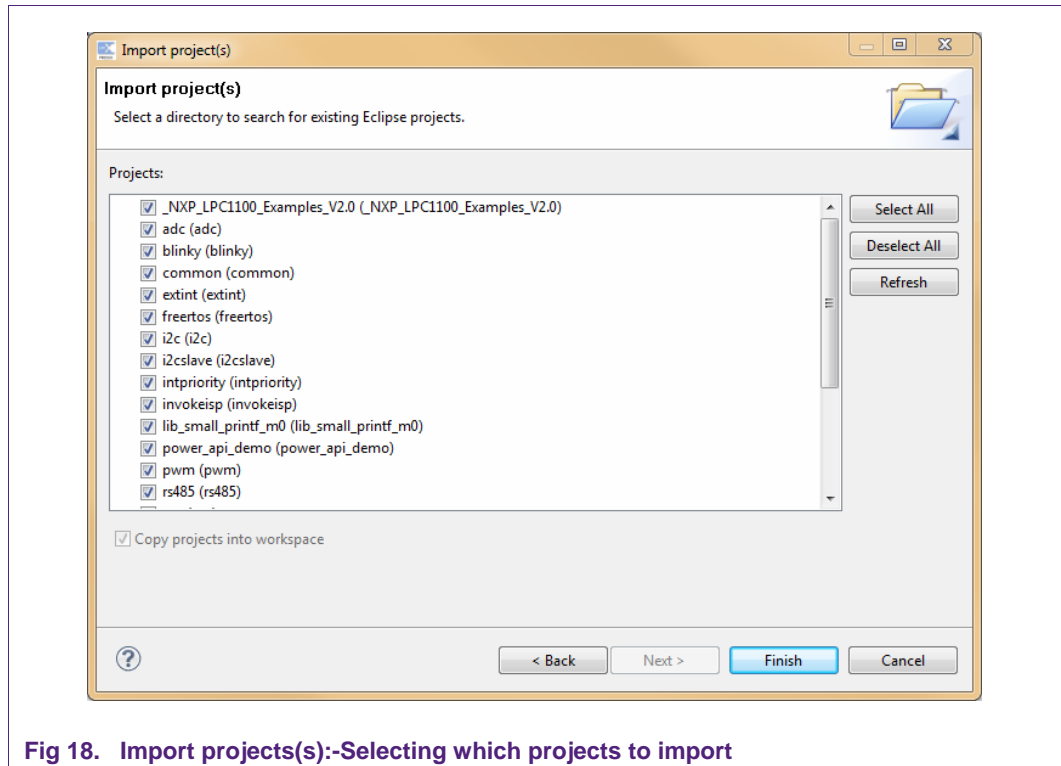 Import project(s)
Import project(s)
Select a directory to search for existing Eclipse projects.
Projects:
_NXP_LPC1100_Examples_V2.0 (_NXP_LPC1100_Examples_V2.0)
adc (adc)
blinky (blinky)
common (common)
extint (extint)
freertos (freertos)
i2c (i2c)
i2cslave (i2cslave)
intpriority (intpriority)
invokeisp (invokeisp)
lib_small_printf_m0 (lib_small_printf_m0)
power_api_demo (power_api_demo)
pwm (pwm)
rs485 (rs485)
Select All
Deselect All
Refresh
Copy projects into workspace
?
< Back
Next >
Finish
Cancel
Fig 18. Import projects(s):-Selecting which projects to import